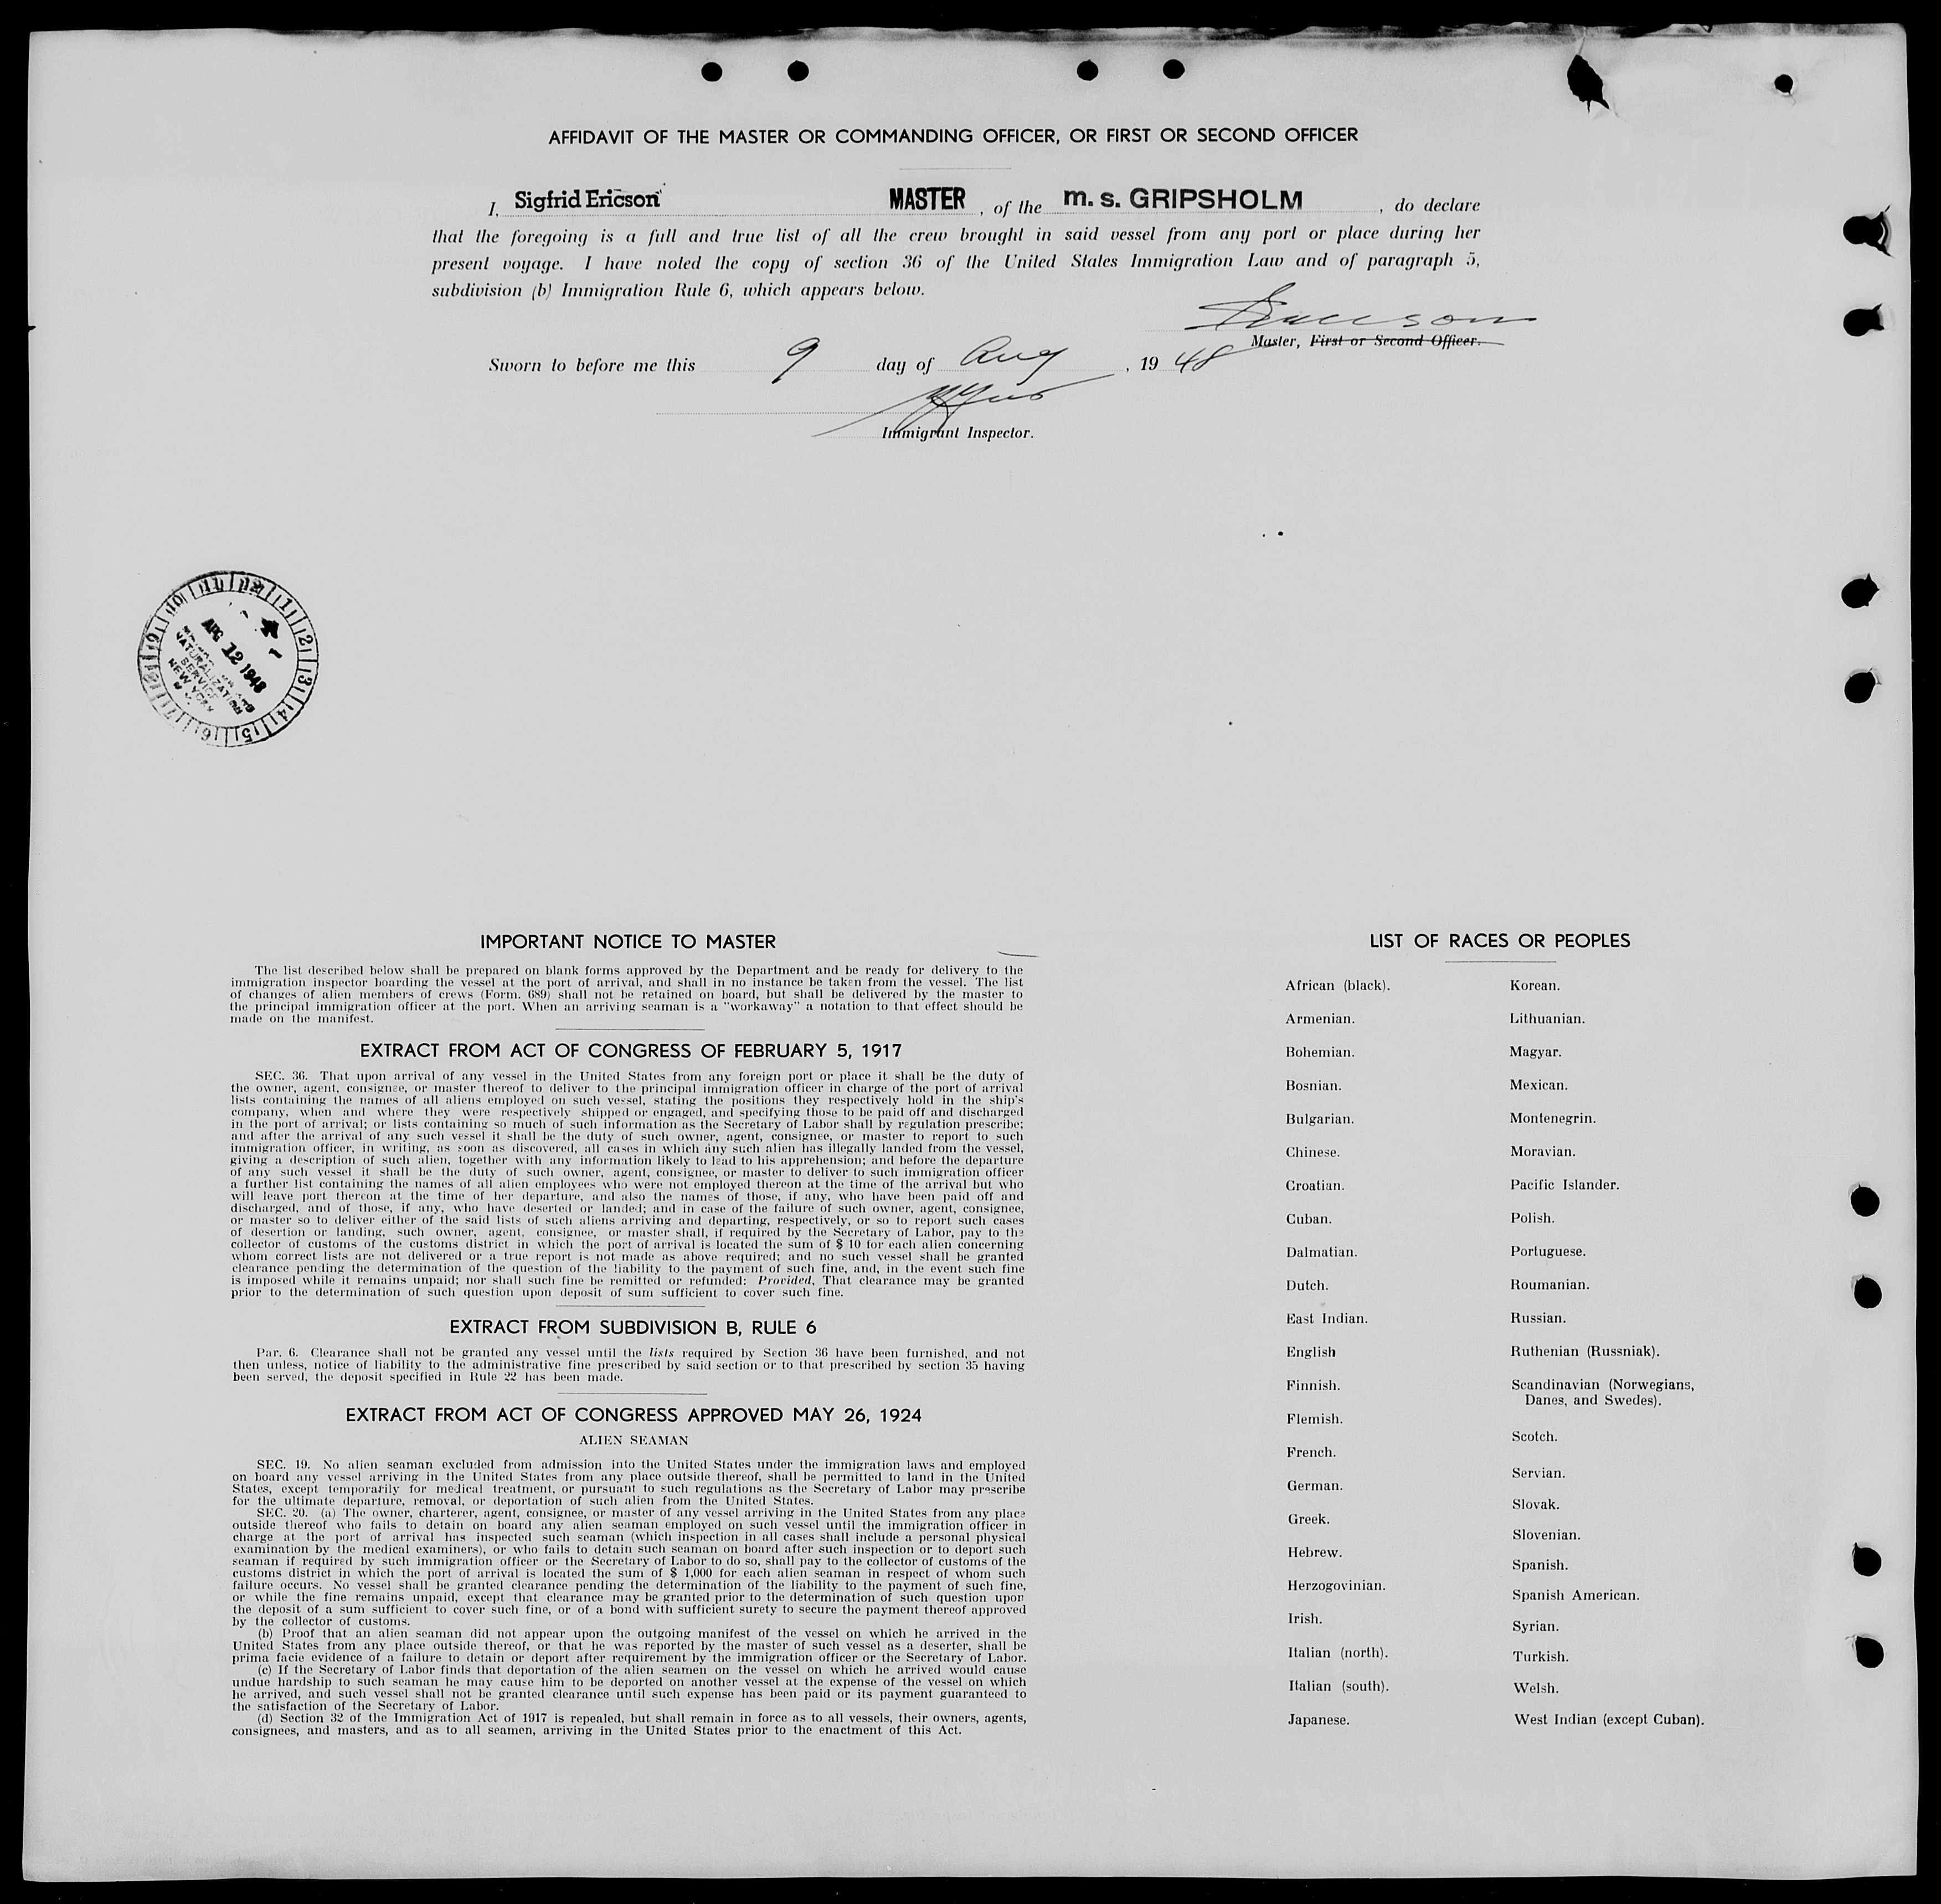 AFFIDAVIT OF THE MASTER OR COMMANDING OFFICER, OR FIRST OR SECOND OFFICER
I, Sigfrid Ericson MASTER, of the m. s. GRIPSHOLM, do declare
that the foregoing is a full and true list of all the crew brought in said vessel from any port or place during her
present voyage. I have noted the copy of section 36 of the United States Immigration Law and of paragraph 5,
subdivision (b) Immigration Rule 6, which appears below.
SEricson
Master, First or Second Officer.
Sworn to before me this 9 day of Aug, 19 48
Immigrant Inspector.
10 11 12 1 2 3 4 5 6 7 8 9
AUG 12 1948
NATURALIZATION
SERVICE
NEW YORK
IMPORTANT NOTICE TO MASTER
The list described below shall be prepared on blank forms approved by the Department and be ready for delivery to the
immigration inspector boarding the vessel at the port of arrival, and shall in no instance be taken from the vessel. The list
of changes of alien members of crews (Form. 689) shall not be retained on board, but shall be delivered by the master to
the principal immigration officer at the port. When an arriving seaman is a "workaway" a notation to that effect should be
made on the manifest.
EXTRACT FROM ACT OF CONGRESS OF FEBRUARY 5, 1917
SEC. 36. That upon arrival of any vessel in the United States from any foreign port or place it shall be the duty of
the owner, agent, consignee, or master thereof to deliver to the principal immigration officer in charge of the port of arrival
lists containing the names of all aliens employed on such vessel, stating the positions they respectively hold in the ship's
company, when and where they were respectively shipped or engaged, and specifying those to be paid off and discharged
in the port of arrival; or lists containing so much of such information as the Secretary of Labor shall by regulation prescribe;
and after the arrival of any such vessel it shall be the duty of such owner, agent, consignee, or master to report to such
immigration officer, in writing, as soon as discovered, all cases in which any such alien has illegally landed from the vessel,
giving a description of such alien, together with any information likely to lead to his apprehension; and before the departure
of any such vessel it shall be the duty of such owner, agent, consignee, or master to deliver to such immigration officer
a further list containing the names of all alien employees who were not employed thereon at the time of the arrival but who
will leave port thereon at the time of her departure, and also the names of those, if any, who have been paid off and
discharged, and of those, if any, who have deserted or landed; and in case of the failure of such owner, agent, consignee,
or master so to deliver either of the said lists of such aliens arriving and departing, respectively, or so to report such cases
of desertion or landing, such owner, agent, consignee, or master shall, if required by the Secretary of Labor, pay to the
collector of customs of the customs district in which the port of arrival is located the sum of $ 10 for each alien concerning
whom correct lists are not delivered or a true report is not made as above required; and no such vessel shall be granted
clearance pending the determination of the question of the liability to the payment of such fine, and, in the event such fine
is imposed while it remains unpaid; nor shall such fine be remitted or refunded: Provided, That clearance may be granted
prior to the determination of such question upon deposit of sum sufficient to cover such fine.
EXTRACT FROM SUBDIVISION B, RULE 6
Par. 6. Clearance shall not be granted any vessel until the lists required by Section 36 have been furnished, and not
then unless, notice of liability to the administrative fine prescribed by said section or to that prescribed by section 35 having
been served, the deposit specified in Rule 22 has been made.
EXTRACT FROM ACT OF CONGRESS APPROVED MAY 26, 1924
ALIEN SEAMAN
SEC. 19. No alien seaman excluded from admission into the United States under the immigration laws and employed
on board any vessel arriving in the United States from any place outside thereof, shall be permitted to land in the United
States, except temporarily for medical treatment, or pursuant to such regulations as the Secretary of Labor may prescribe
for the ultimate departure, removal, or deportation of such alien from the United States.
SEC. 20. (a) The owner, charterer, agent, consignee, or master of any vessel arriving in the United States from any place
outside thereof who fails to detain on board any alien seaman employed on such vessel until the immigration officer in
charge at the port of arrival has inspected such seaman (which inspection in all cases shall include a personal physical
examination by the medical examiners), or who fails to detain such seaman on board after such inspection or to deport such
seaman if required by such immigration officer or the Secretary of Labor to do so, shall pay to the collector of customs of the
customs district in which the port of arrival is located the sum of $ 1,000 for each alien seaman in respect of whom such
failure occurs. No vessel shall be granted clearance pending the determination of the liability to the payment of such fine,
or while the fine remains unpaid, except that clearance may be granted prior to the determination of such question upon
the deposit of a sum sufficient to cover such fine, or of a bond with sufficient surety to secure the payment thereof approved
by the collector of customs.
(b) Proof that an alien seaman did not appear upon the outgoing manifest of the vessel on which he arrived in the
United States from any place outside thereof, or that he was reported by the master of such vessel as a deserter, shall be
prima facie evidence of a failure to detain or deport after requirement by the immigration officer or the Secretary of Labor.
(c) If the Secretary of Labor finds that deportation of the alien seamen on the vessel on which he arrived would cause
undue hardship to such seaman he may cause him to be deported on another vessel at the expense of the vessel on which
he arrived, and such vessel shall not be granted clearance until such expense has been paid or its payment guaranteed to
the satisfaction of the Secretary of Labor.
(d) Section 32 of the Immigration Act of 1917 is repealed, but shall remain in force as to all vessels, their owners, agents,
consignees, and masters, and as to all seamen, arriving in the United States prior to the enactment of this Act.
LIST OF RACES OR PEOPLES
African (black).
Armenian.
Bohemian.
Bosnian.
Bulgarian.
Chinese.
Croatian.
Cuban.
Dalmatian.
Dutch.
East Indian.
English
Finnish.
Flemish.
French.
German.
Greek.
Hebrew.
Herzogovinian.
Irish.
Italian (north).
Italian (south).
Japanese.
Korean.
Lithuanian.
Magyar.
Mexican.
Montenegrin.
Moravian.
Pacific Islander.
Polish.
Portuguese.
Roumanian.
Russian.
Ruthenian (Russniak).
Scandinavian (Norwegians,
Danes, and Swedes).
Scotch.
Servian.
Slovak.
Slovenian.
Spanish.
Spanish American.
Syrian.
Turkish.
Welsh.
West Indian (except Cuban).